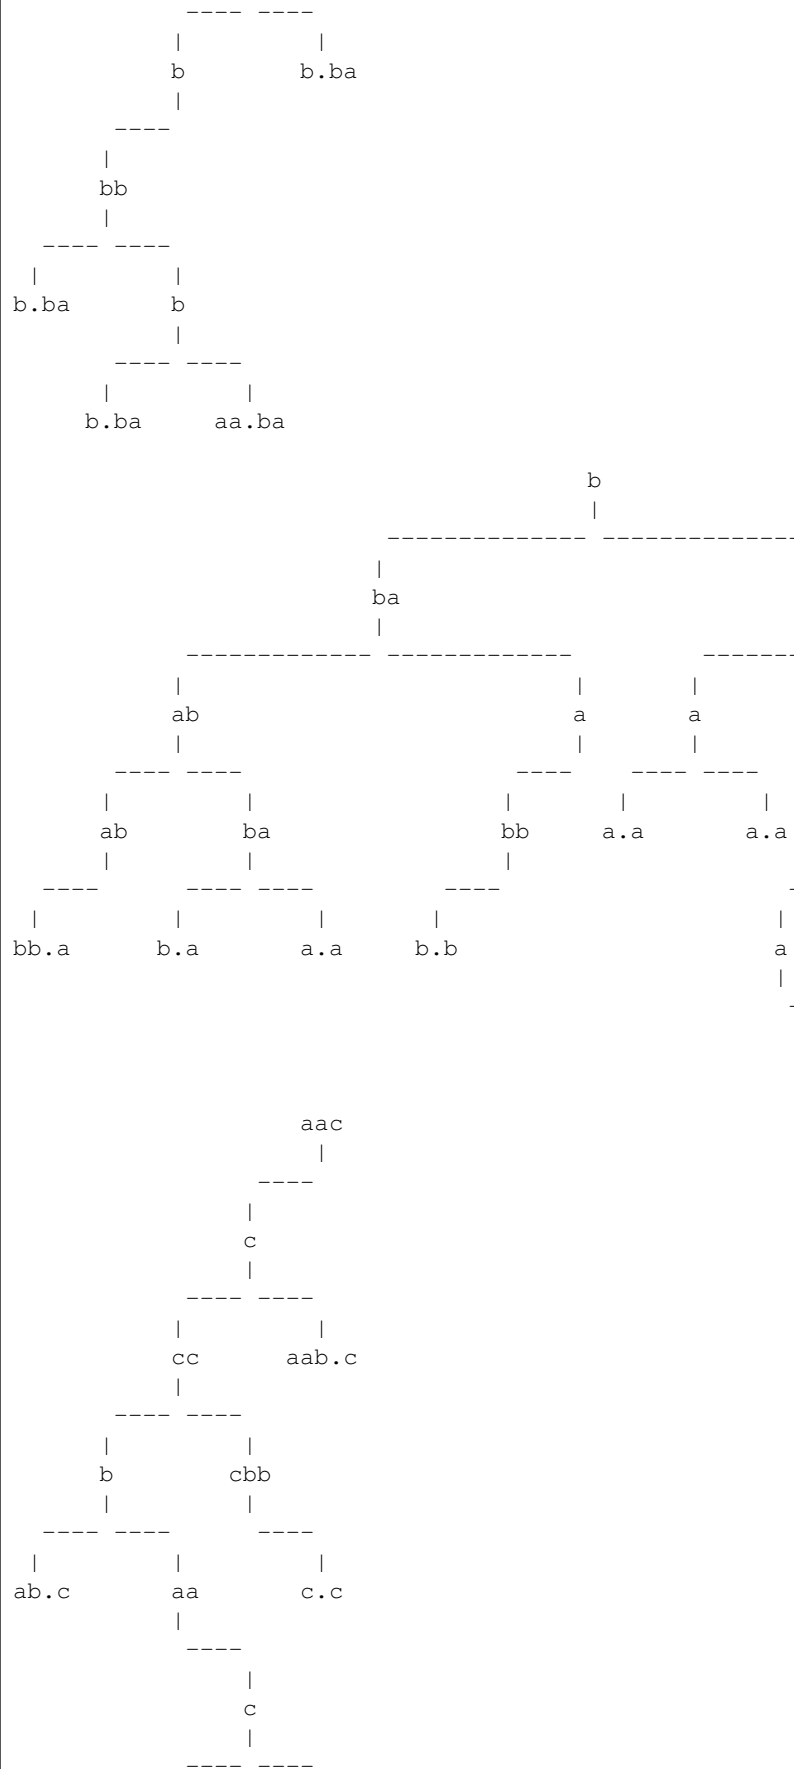 ---- ----
| |
b b.ba
|
----
|
bb
|
---- ----
| |
b.ba b
|
---- ----
| |
b.ba aa.ba
b
|
-------------- --------------
|
ba
|
------------- ------------- -------
| | |
ab a a
| | |
---- ---- ---- ---- ----
| | | | |
ab ba bb a.a a.a
| | |
---- ---- ---- ---- -
| | | | |
bb.a b.a a.a b.b a
|
-
aac
|
----
|
c
|
---- ----
| |
cc aab.c
|
---- ----
| |
b cbb
| |
---- ---- ----
| | |
ab.c aa c.c
|
----
|
c
|
---- ----